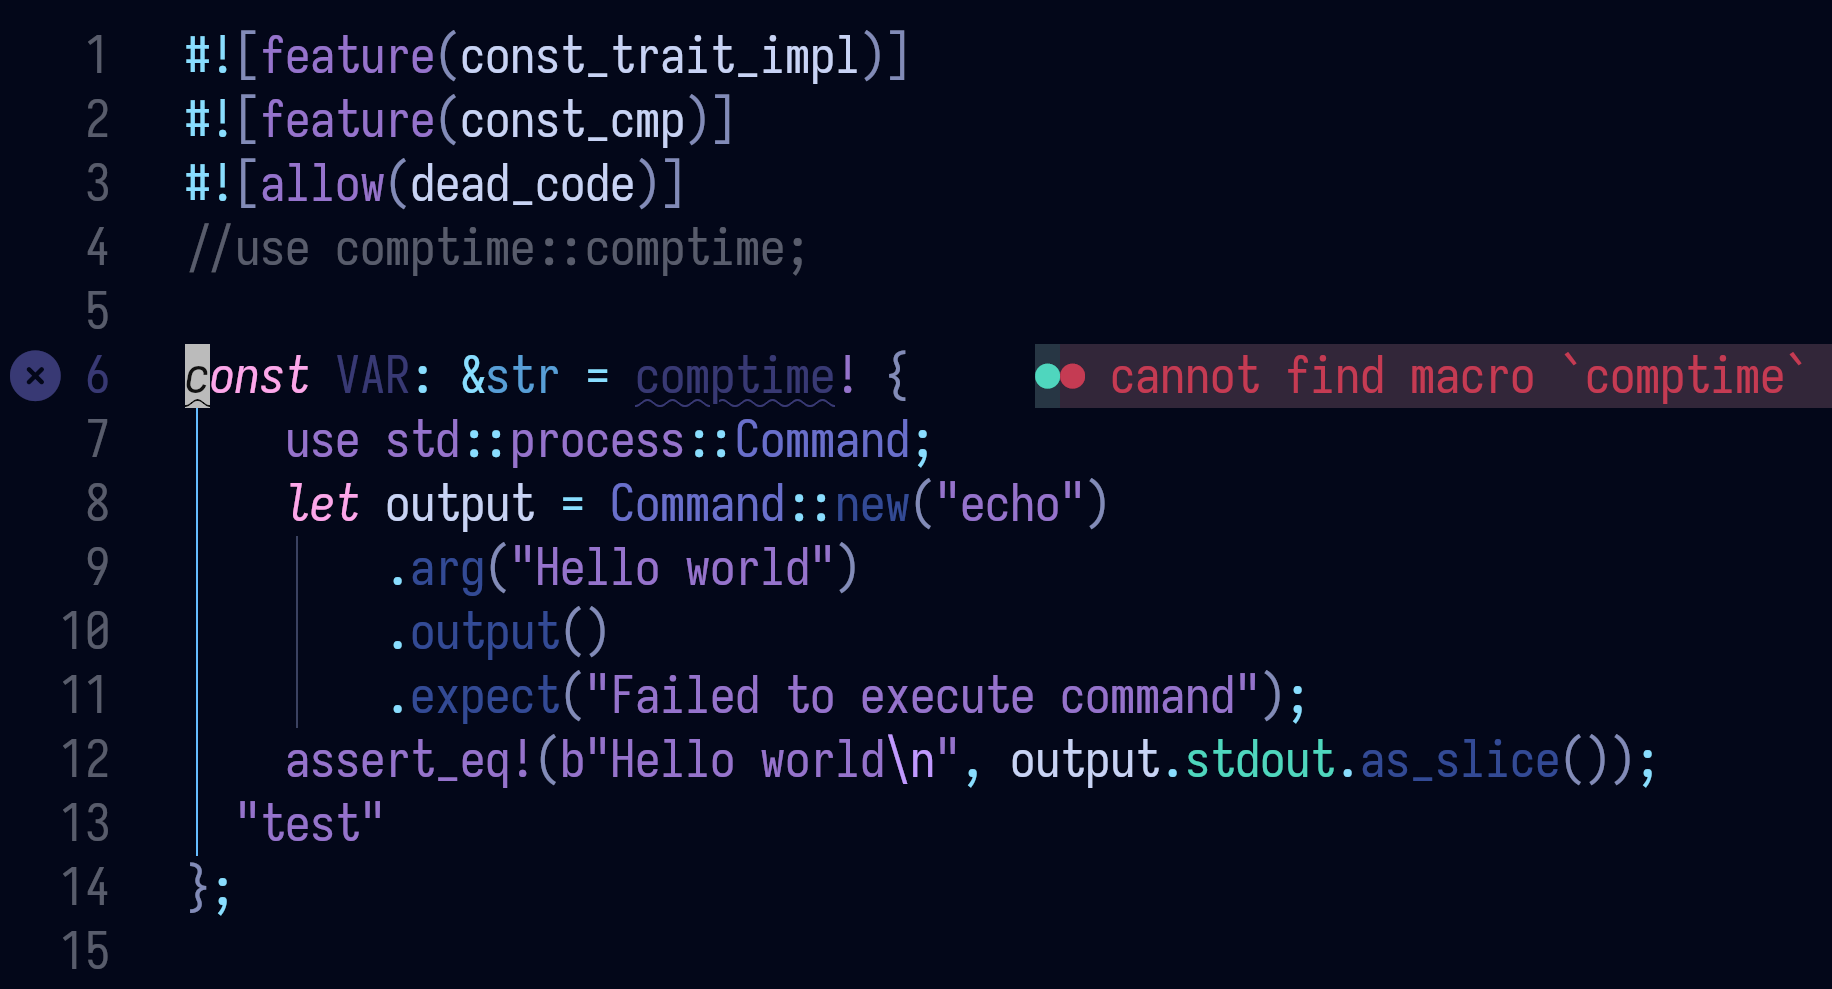 1 #![feature(const_trait_impl)]
2 #![feature(const_cmp)]
3 #![allow(dead_code)]
4 //use comptime::comptime;
5
6 const VAR: &str = comptime! { cannot find macro `comptime`
7     use std::process::Command;
8     let output = Command::new("echo")
9         .arg("Hello world")
10         .output()
11         .expect("Failed to execute command");
12     assert_eq!(b"Hello world\n", output.stdout.as_slice());
13   "test"
14 };
15